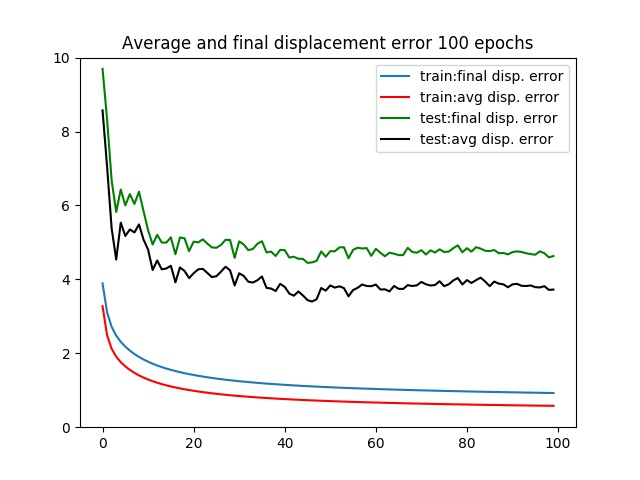 Average and final displacement error 100 epochs
10
8
6
4
2
0
train:final disp. error
train:avg disp. error
test:final disp. error
test:avg disp. error
0 20 40 60 80 100